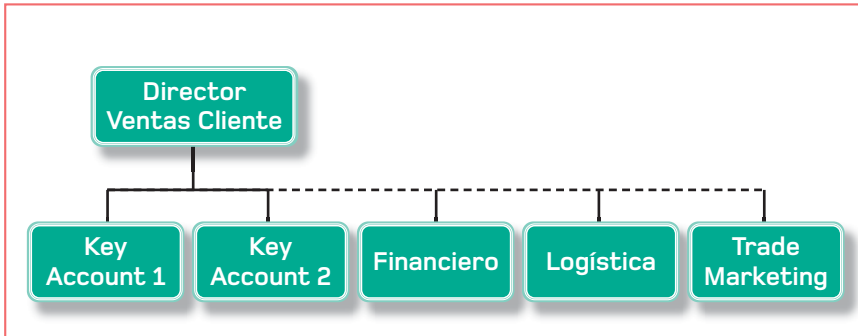 Director
Ventas Cliente
Key
Account 1
Key
Account 2
Financiero
Logística
Trade
Marketing